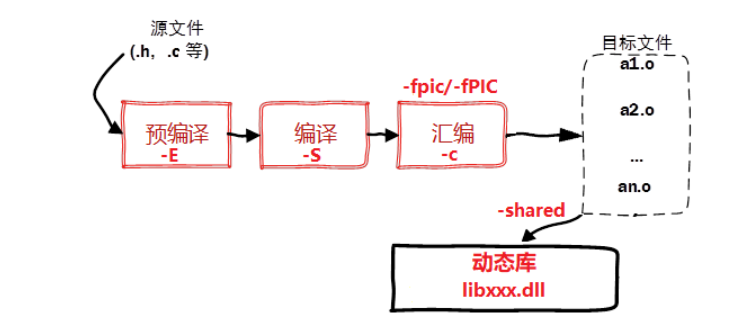 源文件
(.h，.c 等)
预编译
-E
编译
-S
-fpic/-fPIC
汇编
-c
目标文件
a1.o
a2.o
...
an.o
-shared
动态库
libxxx.dll